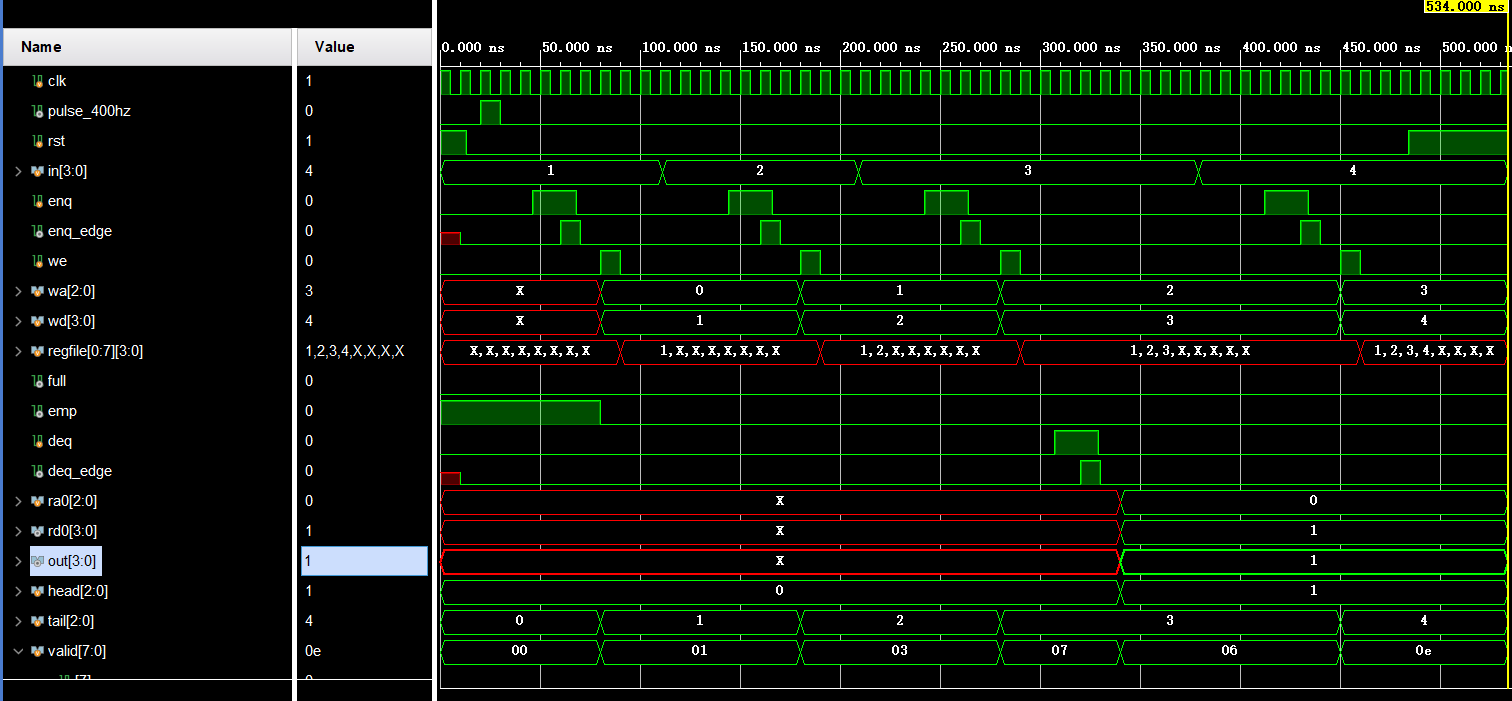 534.000 ns
Name Value
0.000 ns 50.000 ns 100.000 ns 150.000 ns 200.000 ns 250.000 ns 300.000 ns 350.000 ns 400.000 ns 450.000 ns 500.000 n
clk 1
pulse_400hz 0
rst 1
in[3:0] 4 1 2 3 4
enq 0
enq_edge 0
we 0
wa[2:0] 3 X 0 1 2 3
wd[3:0] 4 X 1 2 3 4
regfile[0:7][3:0] 1,2,3,4,X,X,X,X X,X,X,X,X,X,X,X 1,X,X,X,X,X,X,X 1,2,X,X,X,X,X,X 1,2,3,X,X,X,X,X 1,2,3,4,X,X,X,X
full 0
emp 0
deq 0
deq_edge 0
ra0[2:0] 0 X 0
rd0[3:0] 1 X 1
out[3:0] 1 X 1
head[2:0] 1 0 1
tail[2:0] 4 0 1 2 3 4
valid[7:0] 0e 00 01 03 07 06 0e